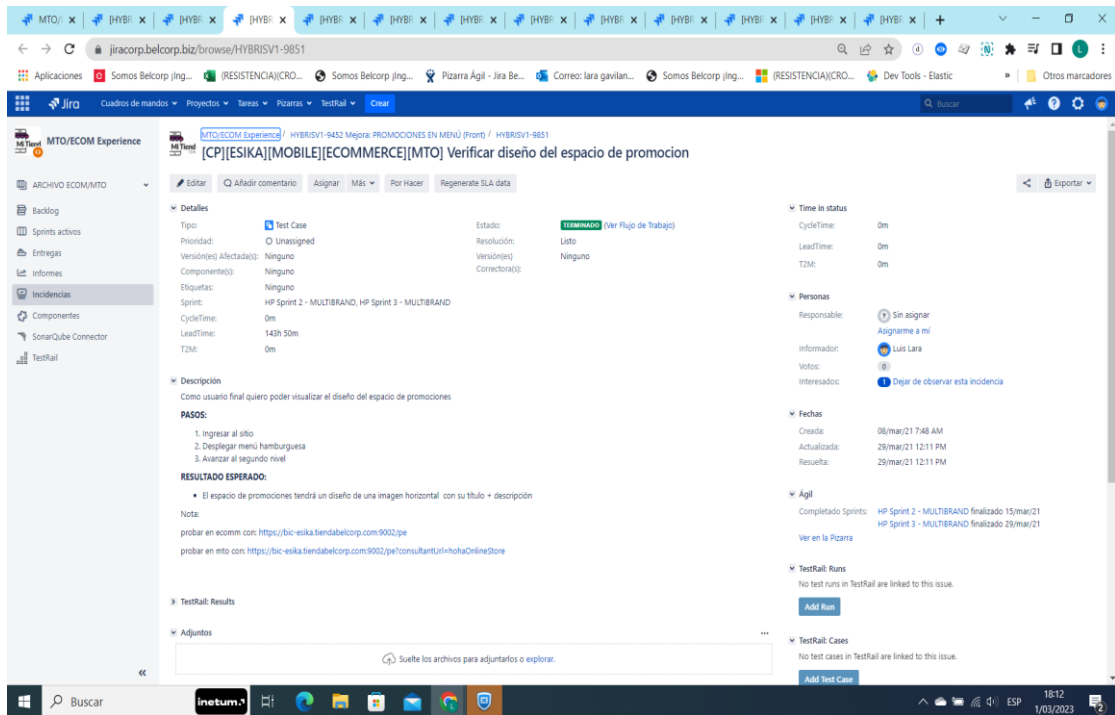 MTO/ [HYBR [HYBR [HYBR [HYBR [HYBR [HYBR [HYBR [HYBR [HYBR [HYBR [HYBR [HYBR [HYBR
jiracorp.belcorp.biz/browse/HYBRISV1-9851
Aplicaciones Somos Belcorp ¡Ing... (RESISTENCIA)(CRO... Somos Belcorp ¡Ing... Pizarra Ágil - Jira Be... Correo: lara gavilan... Somos Belcorp ¡Ing... (RESISTENCIA)(CRO... Dev Tools - Elastic » Otros marcadores
Jira Cuadros de mandos Proyectos Tareas Pizarras TestRail Crear Buscar
MTO/ECOM Experience
ARCHIVO ECOM/MTO
Backlog
Sprints activos
Entregas
Informes
Incidencias
Componentes
SonarQube Connector
TestRail
MTO/ECOM Experience / HYBRISV1-9452 Mejora: PROMOCIONES EN MENÚ (Front) / HYBRISV1-9851
[CP][ESIKA][MOBILE][ECOMMERCE][MTO] Verificar diseño del espacio de promocion
Editar Añadir comentario Asignar Más Por Hacer Regenerate SLA data Exportar
Detalles
Tipo: Test Case Estado: TERMINADO (Ver Flujo de Trabajo)
Prioridad: Unassigned Resolución: Listo
Versión(es) Afectada(s): Ninguno Versión(es) Correctora(s): Ninguno
Componente(s): Ninguno
Etiquetas: Ninguno
Sprint: HP Sprint 2 - MULTIBRAND, HP Sprint 3 - MULTIBRAND
CycleTime: 0m
LeadTime: 143h 50m
T2M: 0m
Descripción
Como usuario final quiero poder visualizar el diseño del espacio de promociones
PASOS:
1. Ingresar al sitio
2. Desplegar menú hamburguesa
3. Avanzar al segundo nivel
RESULTADO ESPERADO:
• El espacio de promociones tendrá un diseño de una imagen horizontal con su título + descripción
Nota:
probar en ecomm con: https://bic-esika.tiendabelcorp.com:9002/pe
probar en mto con: https://bic-esika.tiendabelcorp.com:9002/pe?consultantUrl=hohaOnlineStore
TestRail: Results
Adjuntos
Suelte los archivos para adjuntarlos o explorar.
Time in status
CycleTime: 0m
LeadTime: 0m
T2M: 0m
Personas
Responsable: Sin asignar
Asignarme a mí
Informador: Luis Lara
Votos: 0
Interesados: 1 Dejar de observar esta incidencia
Fechas
Creada: 08/mar/21 7:48 AM
Actualizada: 29/mar/21 12:11 PM
Resuelta: 29/mar/21 12:11 PM
Ágil
Completado Sprints: HP Sprint 2 - MULTIBRAND finalizado 15/mar/21
HP Sprint 3 - MULTIBRAND finalizado 29/mar/21
Ver en la Pizarra
TestRail: Runs
No test runs in TestRail are linked to this issue.
Add Run
TestRail: Cases
No test cases in TestRail are linked to this issue.
Add Test Case
Buscar inetum. ESP 18:12
1/03/2023